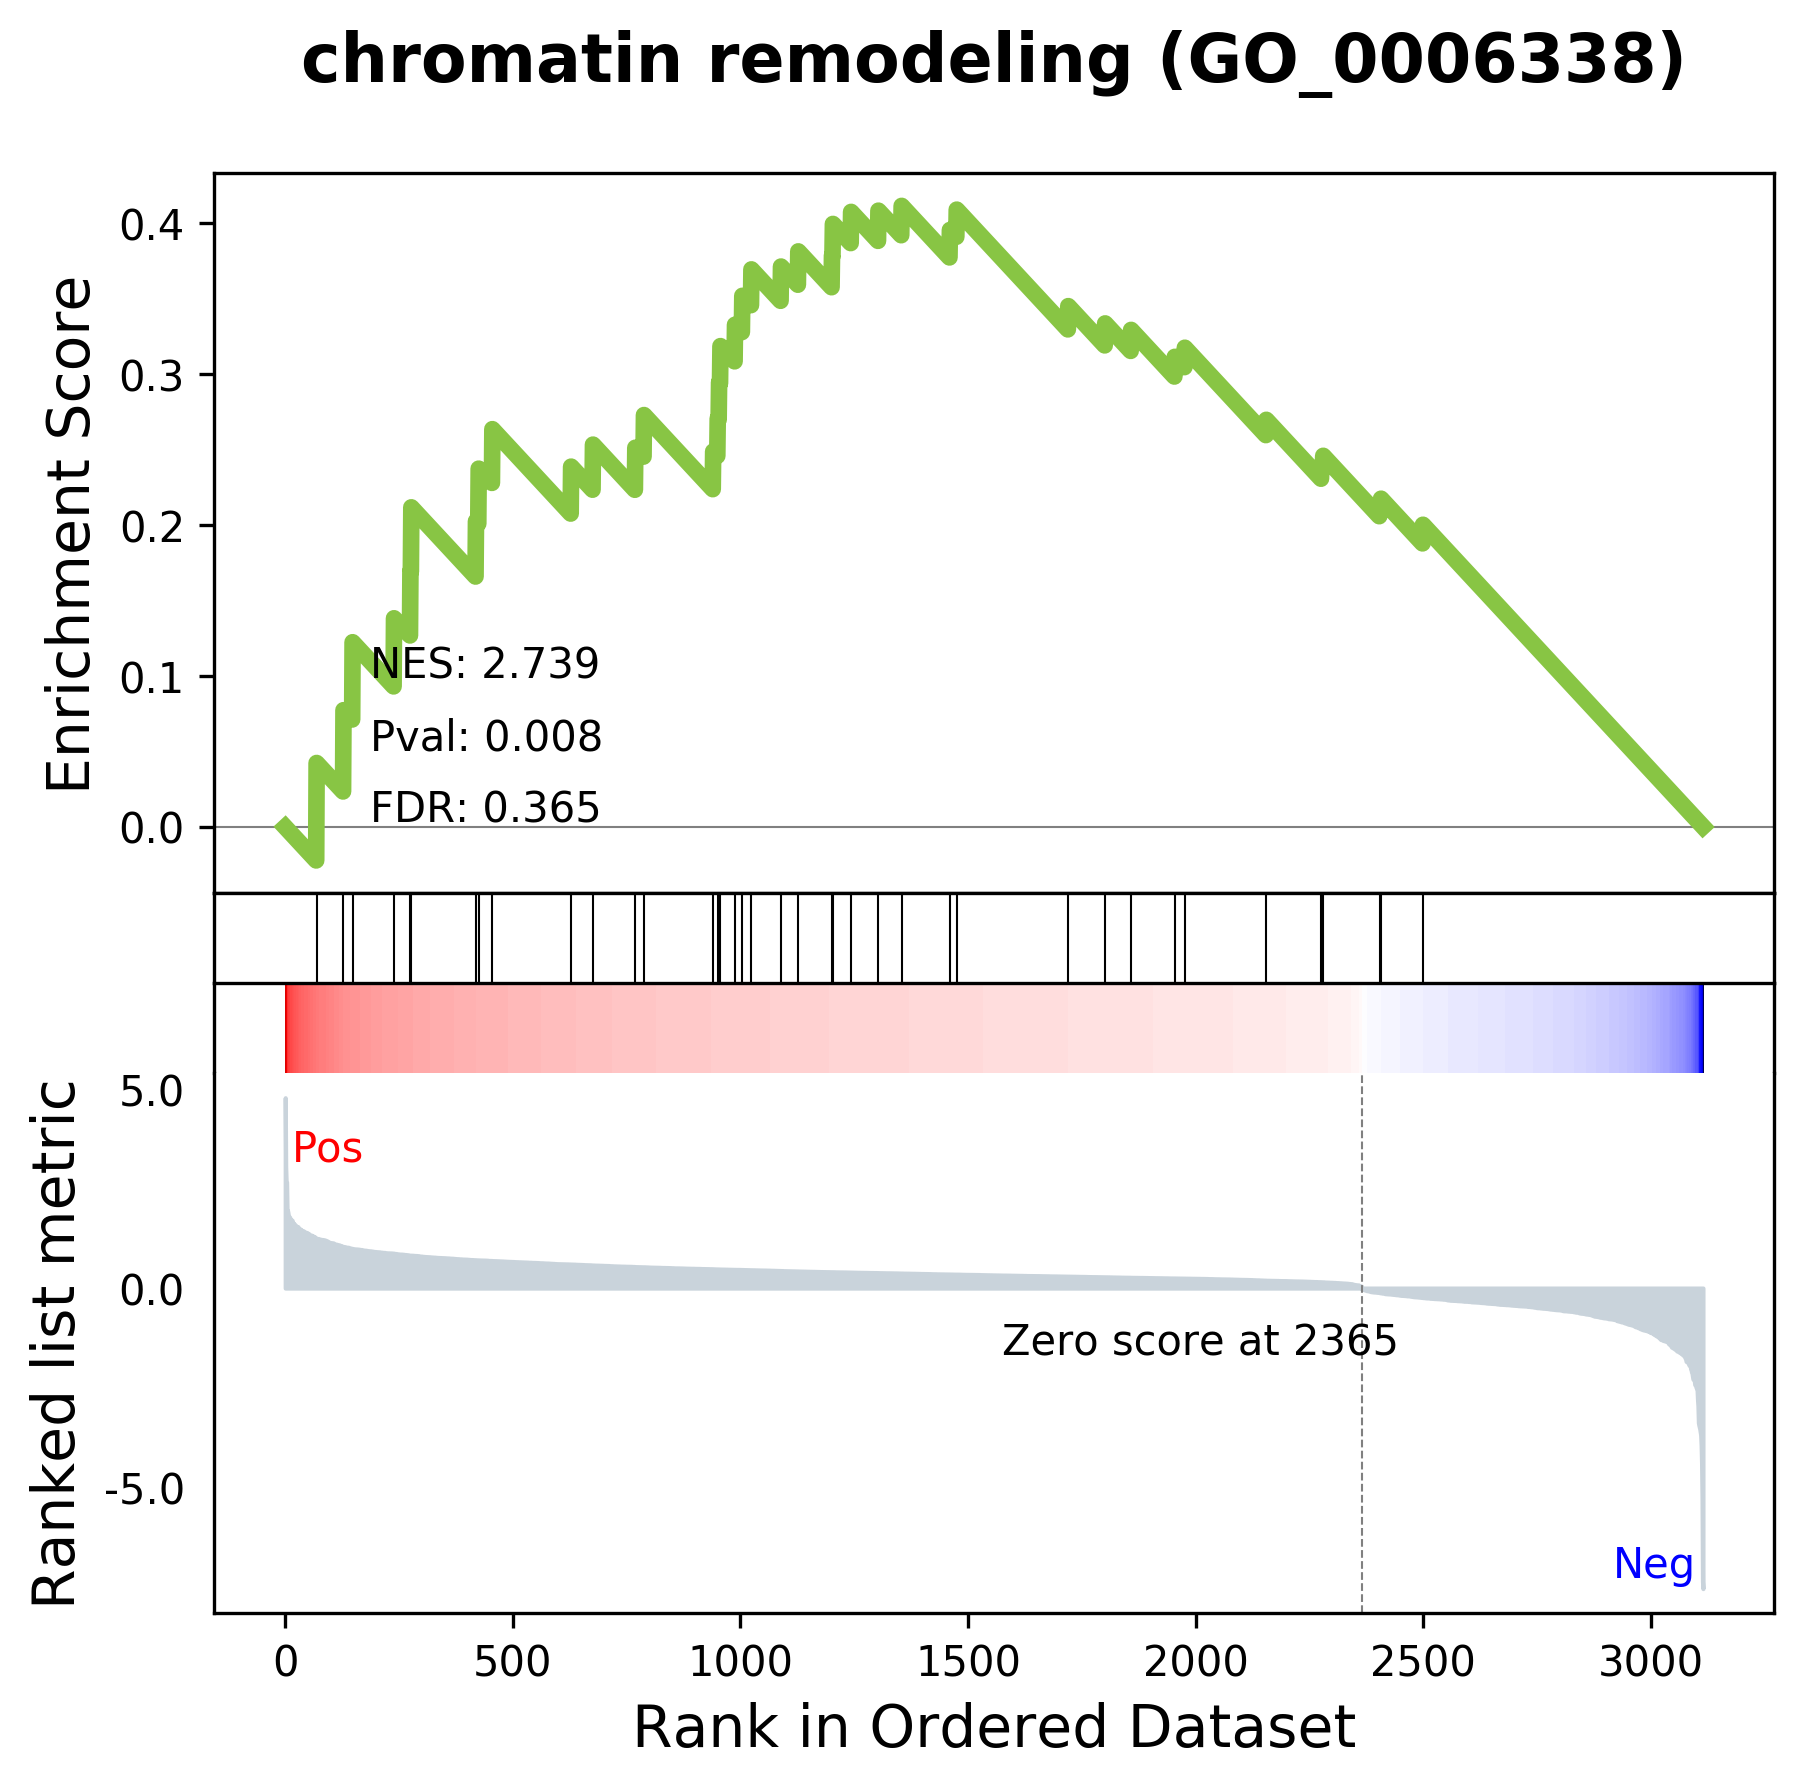 chromatin remodeling (GO_0006338)
Enrichment Score
0.4
0.3
0.2
0.1
0.0
NES: 2.739
Pval: 0.008
FDR: 0.365
Ranked list metric
5.0
0.0
-5.0
Pos
Zero score at 2365
Neg
0 500 1000 1500 2000 2500 3000
Rank in Ordered Dataset